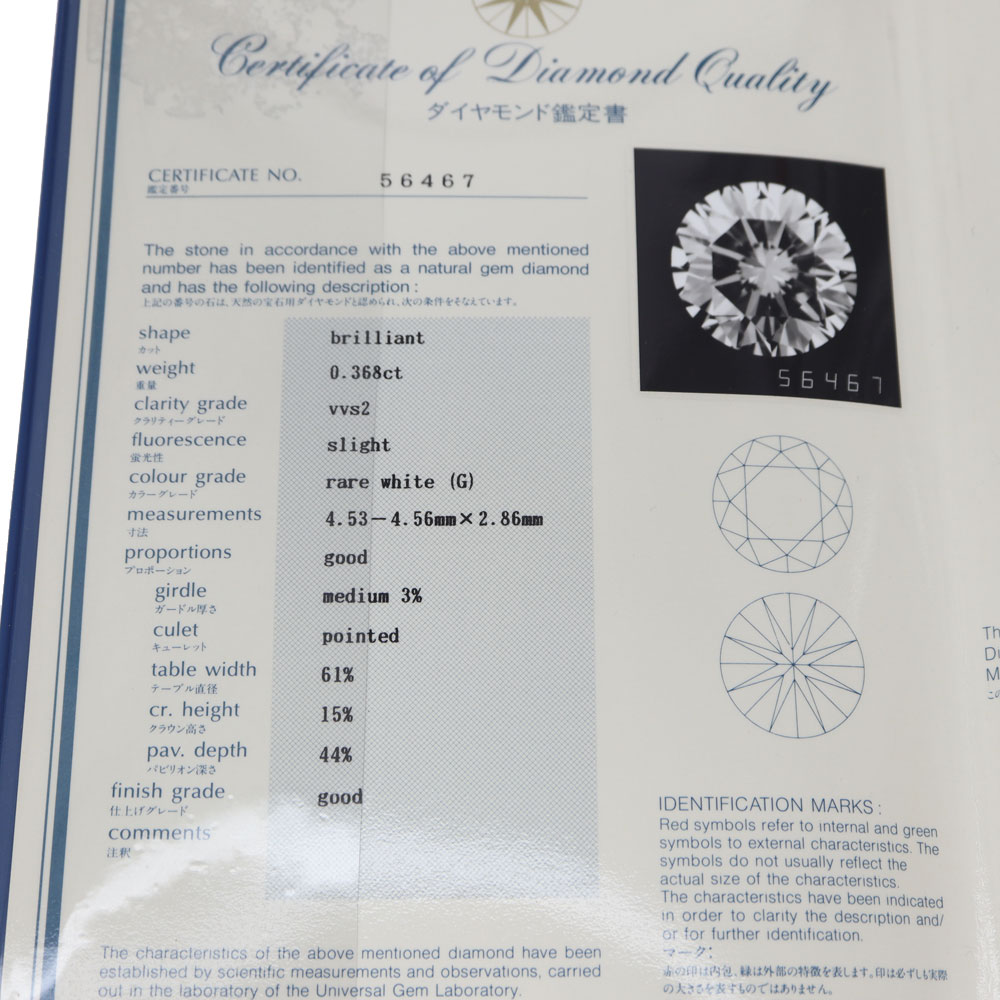 Certificate of Diamond Quality
ダイヤモンド鑑定書
CERTIFICATE NO. 56467
鑑定番号
The stone in accordance with the above mentioned
number has been identified as a natural gem diamond
and has the following description :
上記の番号の石は、天然の宝石用ダイヤモンドと認められ、次の条件をそなえています。
shape brilliant
カット
weight 0.368ct
重量
clarity grade vvs2
クラリティーグレード
fluorescence slight
蛍光性
colour grade rare white (G)
カラーグレード
measurements 4.53−4.56mm×2.86mm
寸法
proportions good
プロポーション
girdle medium 3%
ガードル厚さ
culet pointed
キューレット
table width 61%
テーブル直径
cr. height 15%
クラウン高さ
pav. depth 44%
パビリオン深さ
finish grade good
仕上げグレード
comments
注釈
The characteristics of the above mentioned diamond have been
established by scientific measurements and observations, carried
out in the laboratory of the Universal Gem Laboratory.
56467
IDENTIFICATION MARKS :
Red symbols refer to internal and green
symbols to external characteristics. The
symbols do not usually reflect the
actual size of the characteristics.
The characteristics have been indicated
in order to clarity the description and/
or for further identification.
マーク:
赤の印は内包、緑は外部の特徴を表します。印は必ずしも実際
の大きさを表すものではありません。